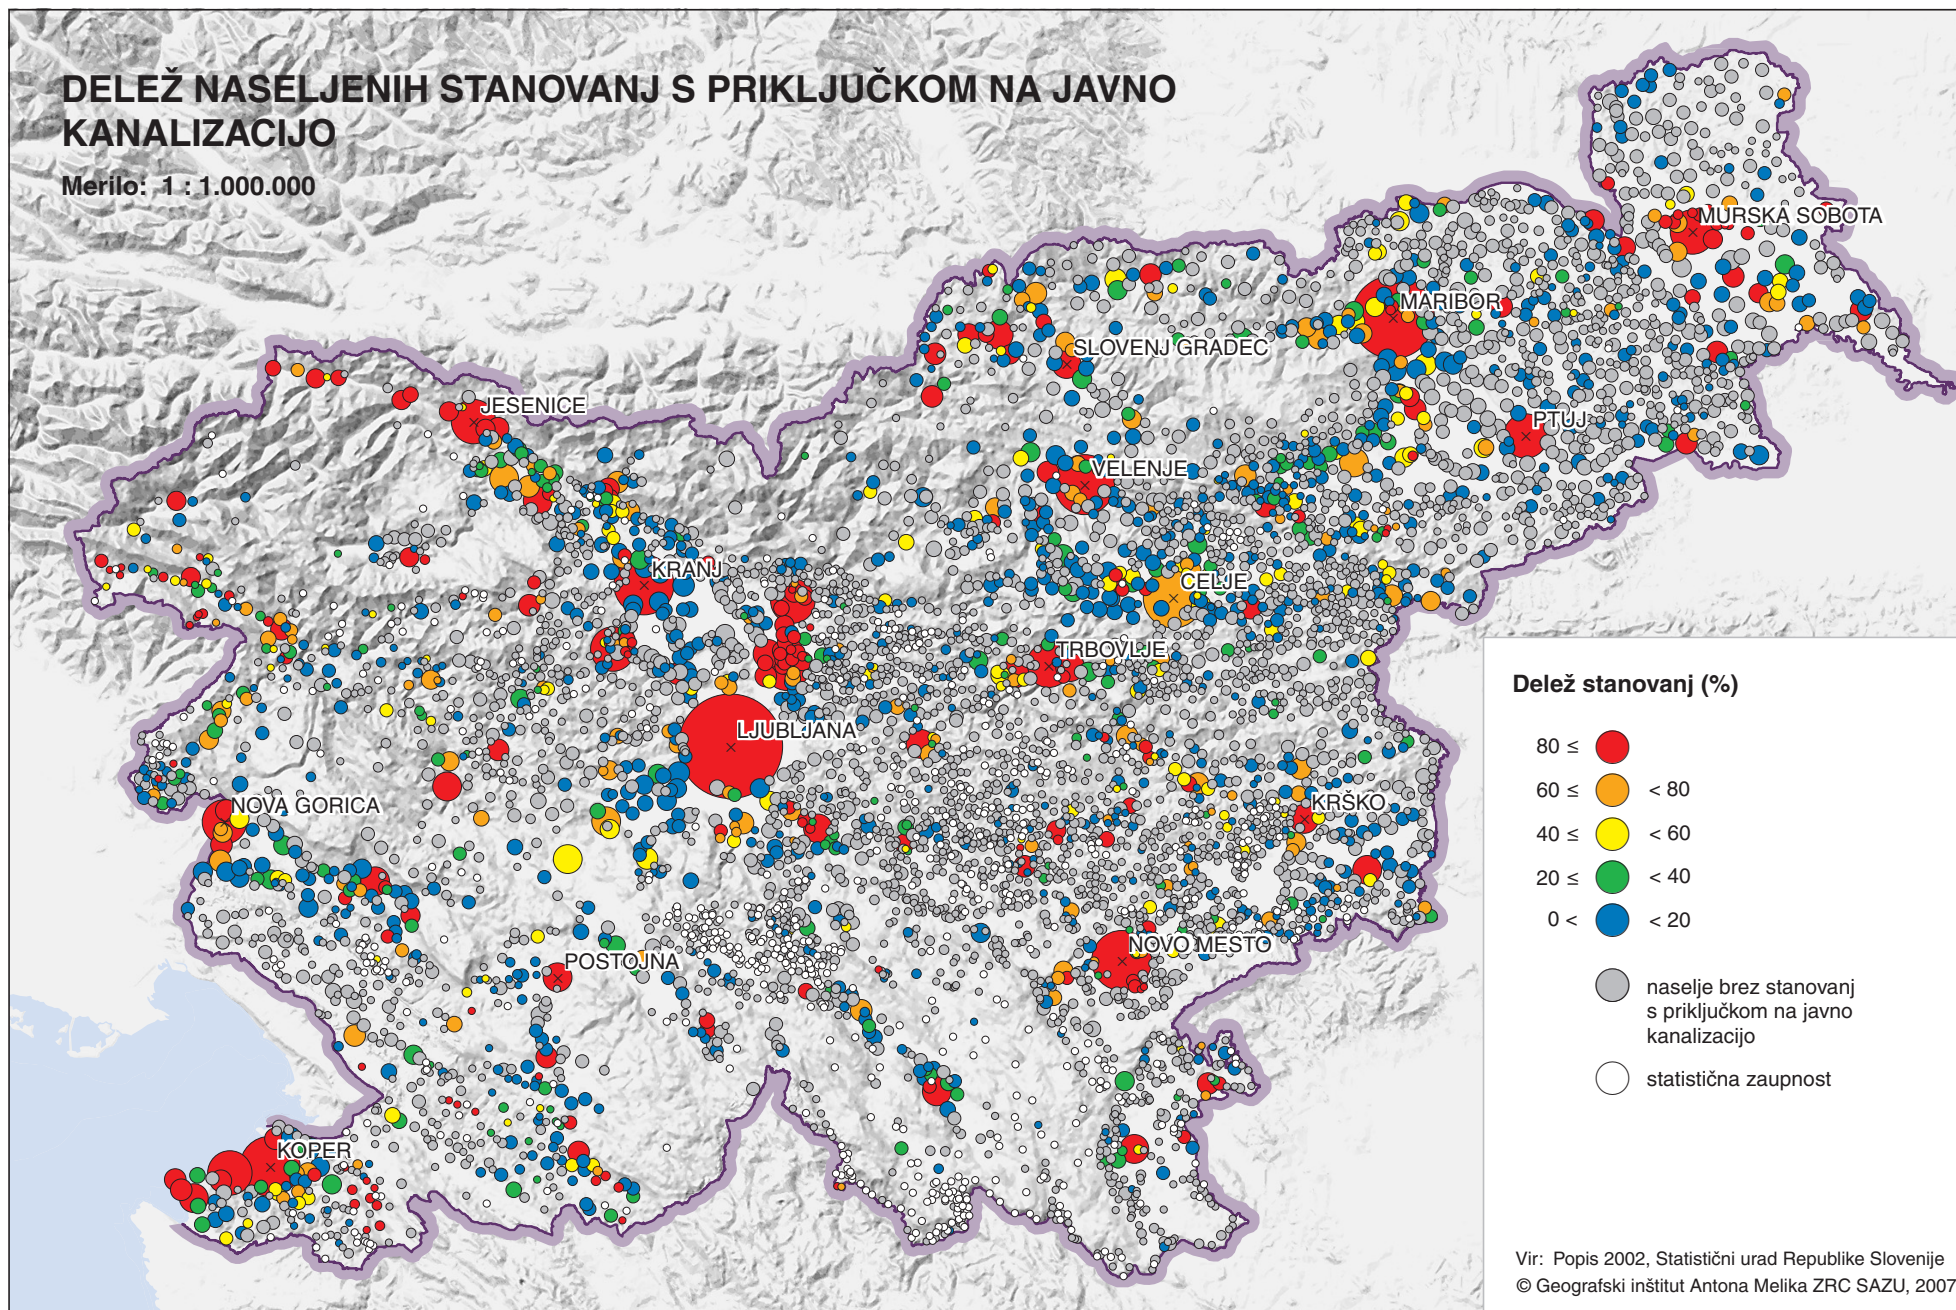 DELEŽ NASELJENIH STANOVANJ S PRIKLJUČKOM NA JAVNO
KANALIZACIJO
Merilo: 1 : 1.000.000
MURSKA SOBOTA
MARIBOR
SLOVENJ GRADEC
JESENICE
PTUJ
VELENJE
KRANJ
CELJE
TRBOVLJE
LJUBLJANA
NOVA GORICA
KRŠKO
NOVO MESTO
POSTOJNA
KOPER
Delež stanovanj (%)
80 ≤
60 ≤ < 80
40 ≤ < 60
20 ≤ < 40
0 < < 20
naselje brez stanovanj
s priključkom na javno
kanalizacijo
statistična zaupnost
Vir: Popis 2002, Statistični urad Republike Slovenije
© Geografski inštitut Antona Melika ZRC SAZU, 2007